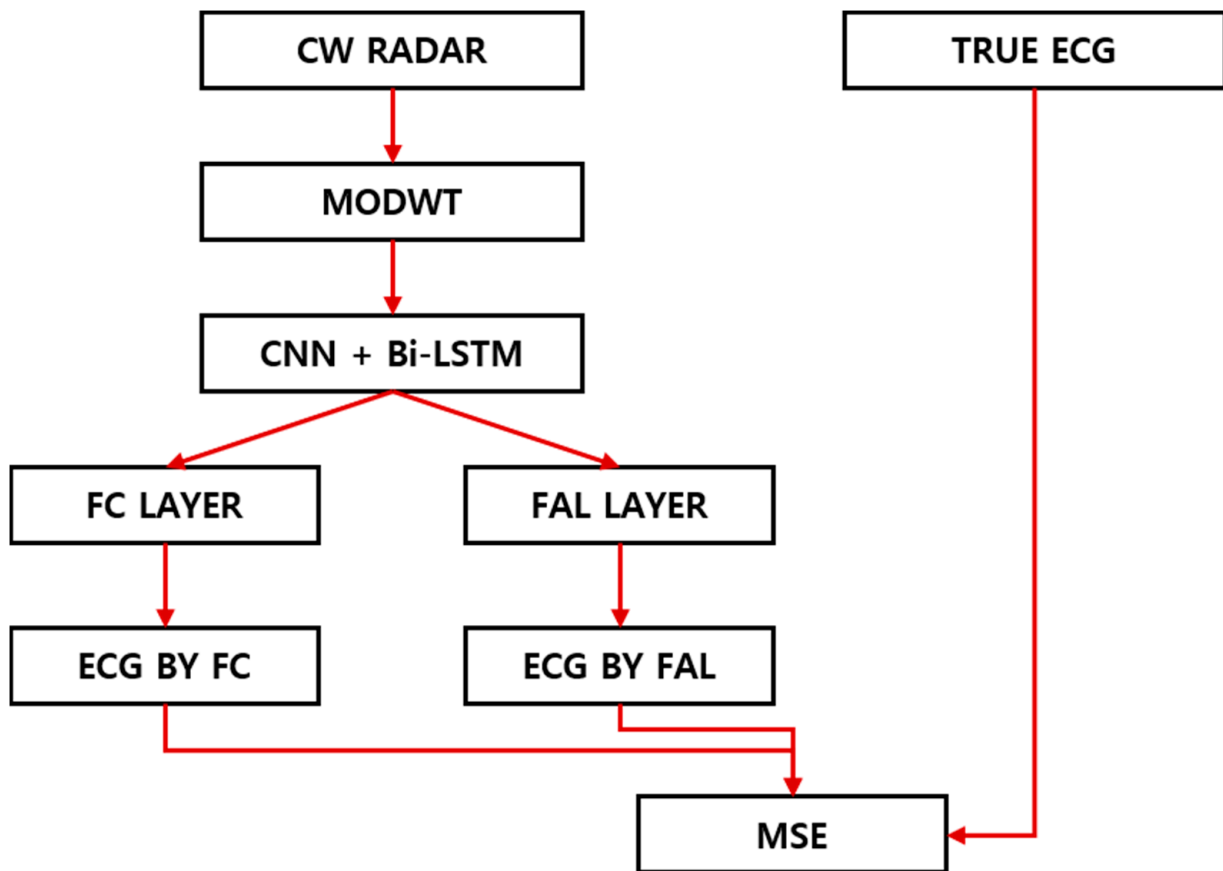 CW RADAR
TRUE ECG
MODWT
CNN + Bi-LSTM
FC LAYER
FAL LAYER
ECG BY FC
ECG BY FAL
MSE